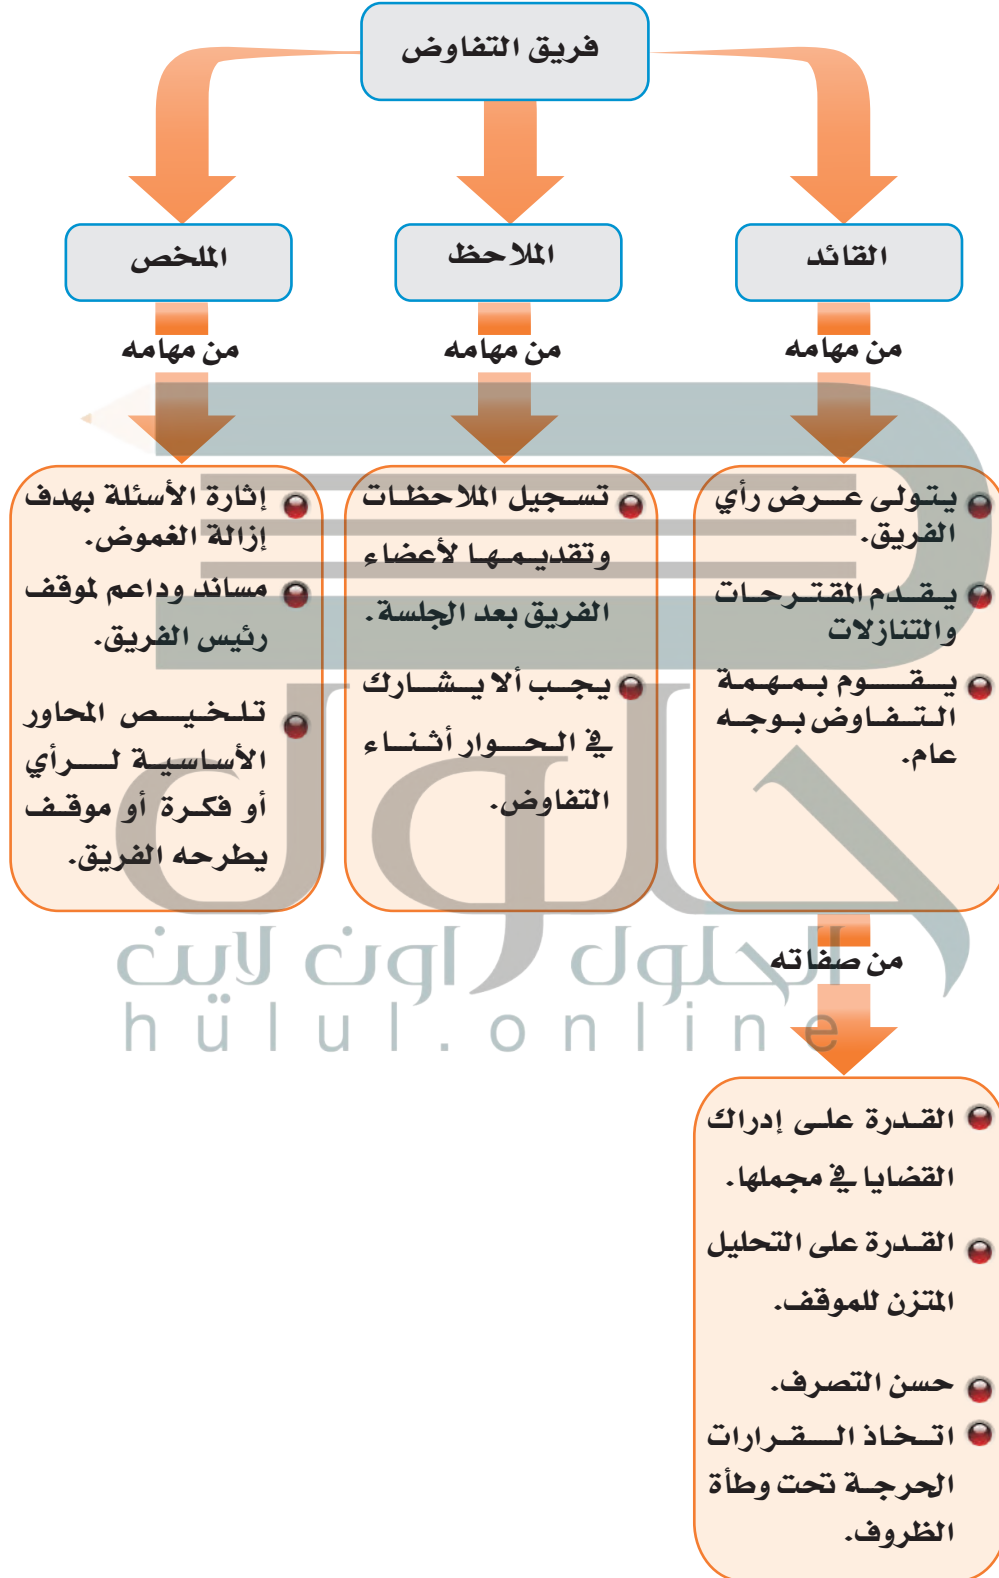 فريق التفاوض
القائد
الملاحظ
الملخص
من مهامه
من مهامه
من مهامه
يتولى عرض رأي
الفريق.
يقدم المقترحات
والتنازلات
يقوم بمهمة
التفاوض بوجه
عام.
تسجيل الملاحظات
وتقديمها لأعضاء
الفريق بعد الجلسة.
يجب ألا يشارك
في الحوار أثناء
التفاوض.
إثارة الأسئلة بهدف
إزالة الغموض.
مساند وداعم لموقف
رئيس الفريق.
تلخيص المحاور
الأساسية لرأي
أو فكرة أو موقف
يطرحه الفريق.
حلول
الحلول اون لاين
hülul.online
من صفاته
القدرة على إدراك
القضايا في مجملها.
القدرة على التحليل
المتزن للموقف.
حسن التصرف.
اتخاذ القرارات
الحرجة تحت وطأة
الظروف.